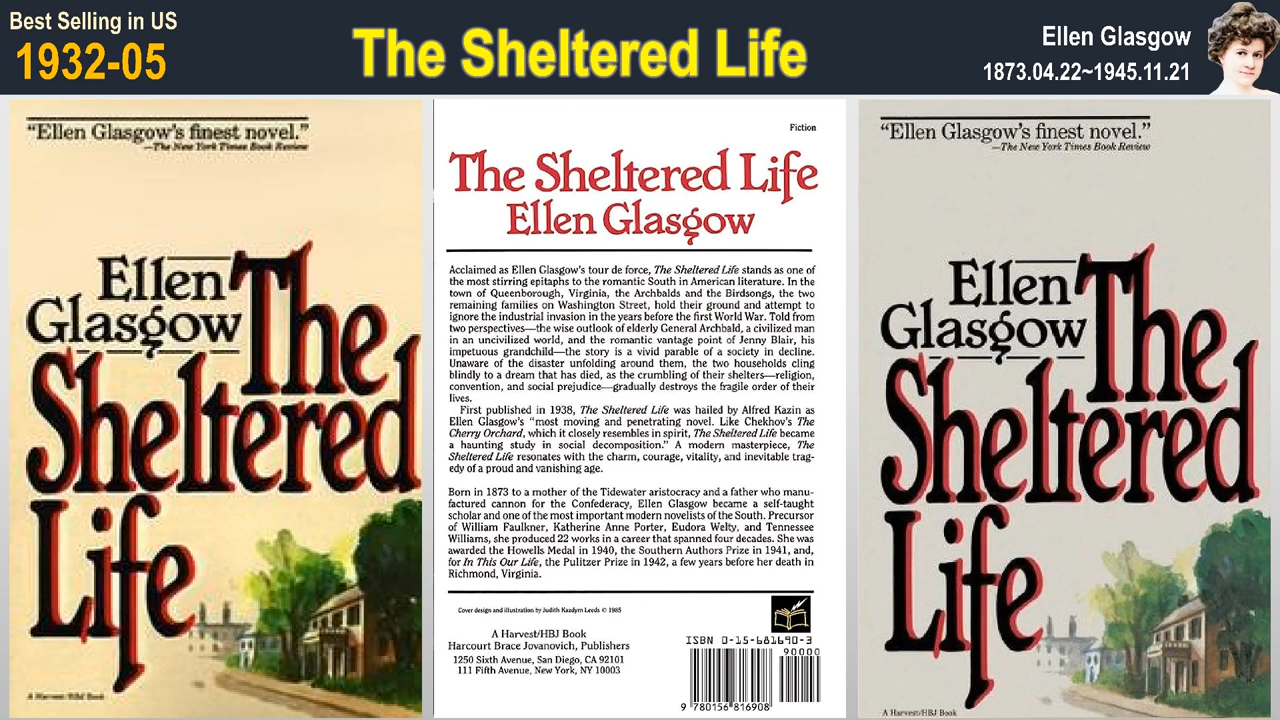 Best Selling in US
1932-05
The Sheltered Life
Ellen Glasgow
1873.04.22~1945.11.21
“Ellen Glasgow’s finest novel.”
—The New York Times Book Review
Ellen
Glasgow
The
Sheltered
Life
A Harvest/HBJ Book
Fiction
The Sheltered Life
Ellen Glasgow
Acclaimed as Ellen Glasgow’s tour de force, The Sheltered Life stands as one of
the most stirring epitaphs to the romantic South in American literature. In the
town of Queenborough, Virginia, the Archbalds and the Birdsongs, the two
remaining families on Washington Street, hold their ground and attempt to
ignore the industrial invasion in the years before the first World War. Told from
two perspectives—the wise outlook of elderly General Archbald, a civilized man
in an uncivilized world, and the romantic vantage point of Jenny Blair, his
impetuous grandchild—the story is a vivid parable of a society in decline.
Unaware of the disaster unfolding around them, the two households cling
blindly to a dream that has died, as the crumbling of their shelters—religion,
convention, and social prejudice—gradually destroys the fragile order of their
lives.
First published in 1938, The Sheltered Life was hailed by Alfred Kazin as
Ellen Glasgow’s “most moving and penetrating novel. Like Chekhov’s The
Cherry Orchard, which it closely resembles in spirit, The Sheltered Life became
a haunting study in social decomposition.” A modern masterpiece, The
Sheltered Life resonates with the charm, courage, vitality, and inevitable trag-
edy of a proud and vanishing age.
Born in 1873 to a mother of the Tidewater aristocracy and a father who manu-
factured cannon for the Confederacy, Ellen Glasgow became a self-taught
scholar and one of the most important modern novelists of the South. Precursor
of William Faulkner, Katherine Anne Porter, Eudora Welty, and Tennessee
Williams, she produced 22 works in a career that spanned four decades. She was
awarded the Howells Medal in 1940, the Southern Authors Prize in 1941, and,
for In This Our Life, the Pulitzer Prize in 1942, a few years before her death in
Richmond, Virginia.
Cover design and illustration by Judith Kazdym Leeds © 1985
A Harvest/HBJ Book
Harcourt Brace Jovanovich, Publishers
1250 Sixth Avenue, San Diego, CA 92101
111 Fifth Avenue, New York, NY 10003
ISBN 0-15-681690-3
90000
9 780156 816908
“Ellen Glasgow’s finest novel.”
—The New York Times Book Review
Ellen
Glasgow
The
Sheltered
Life
A Harvest/HBJ Book